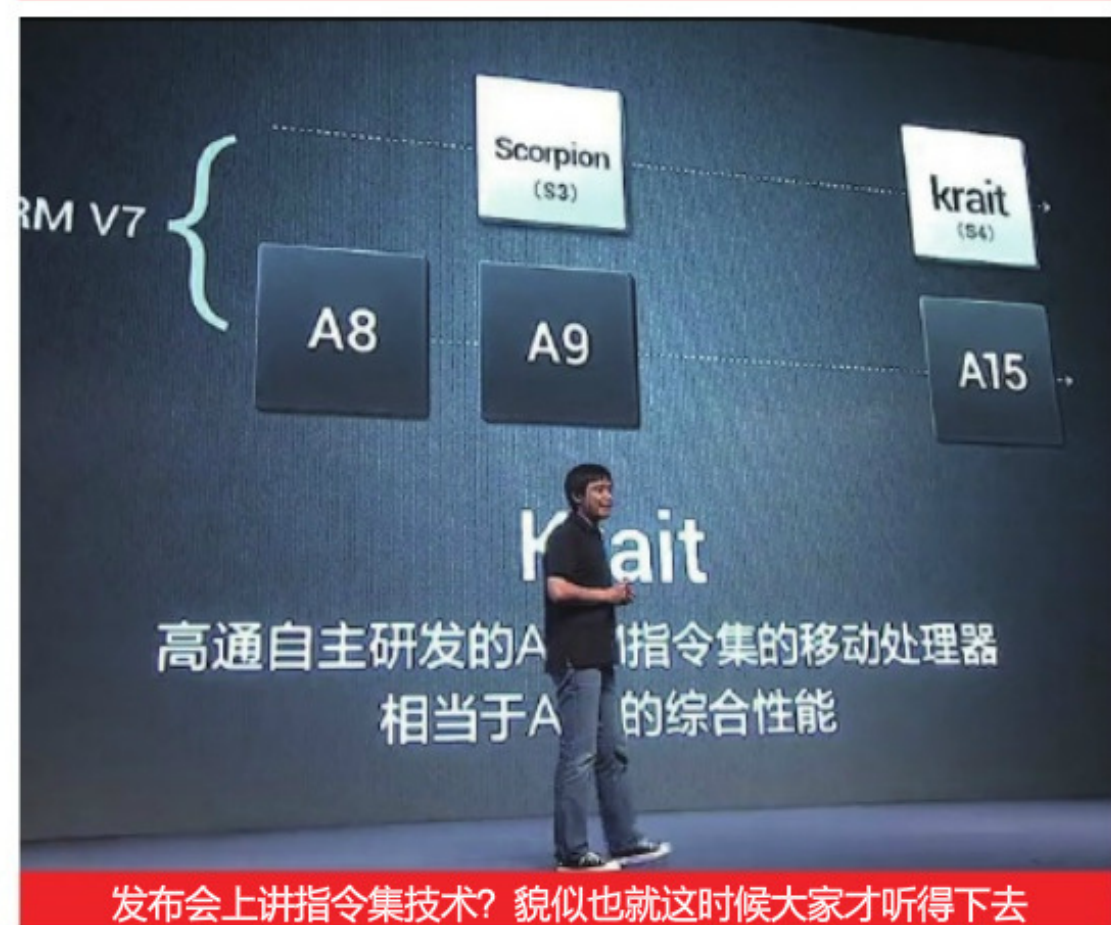 Scorpion
(S3)
krait
(S4)
RM V7
A8
A9
A15
K ait
高通自主研发的A M指令集的移动处理器
相当于A 的综合性能
发布会上讲指令集技术？貌似也就这时候大家才听得下去